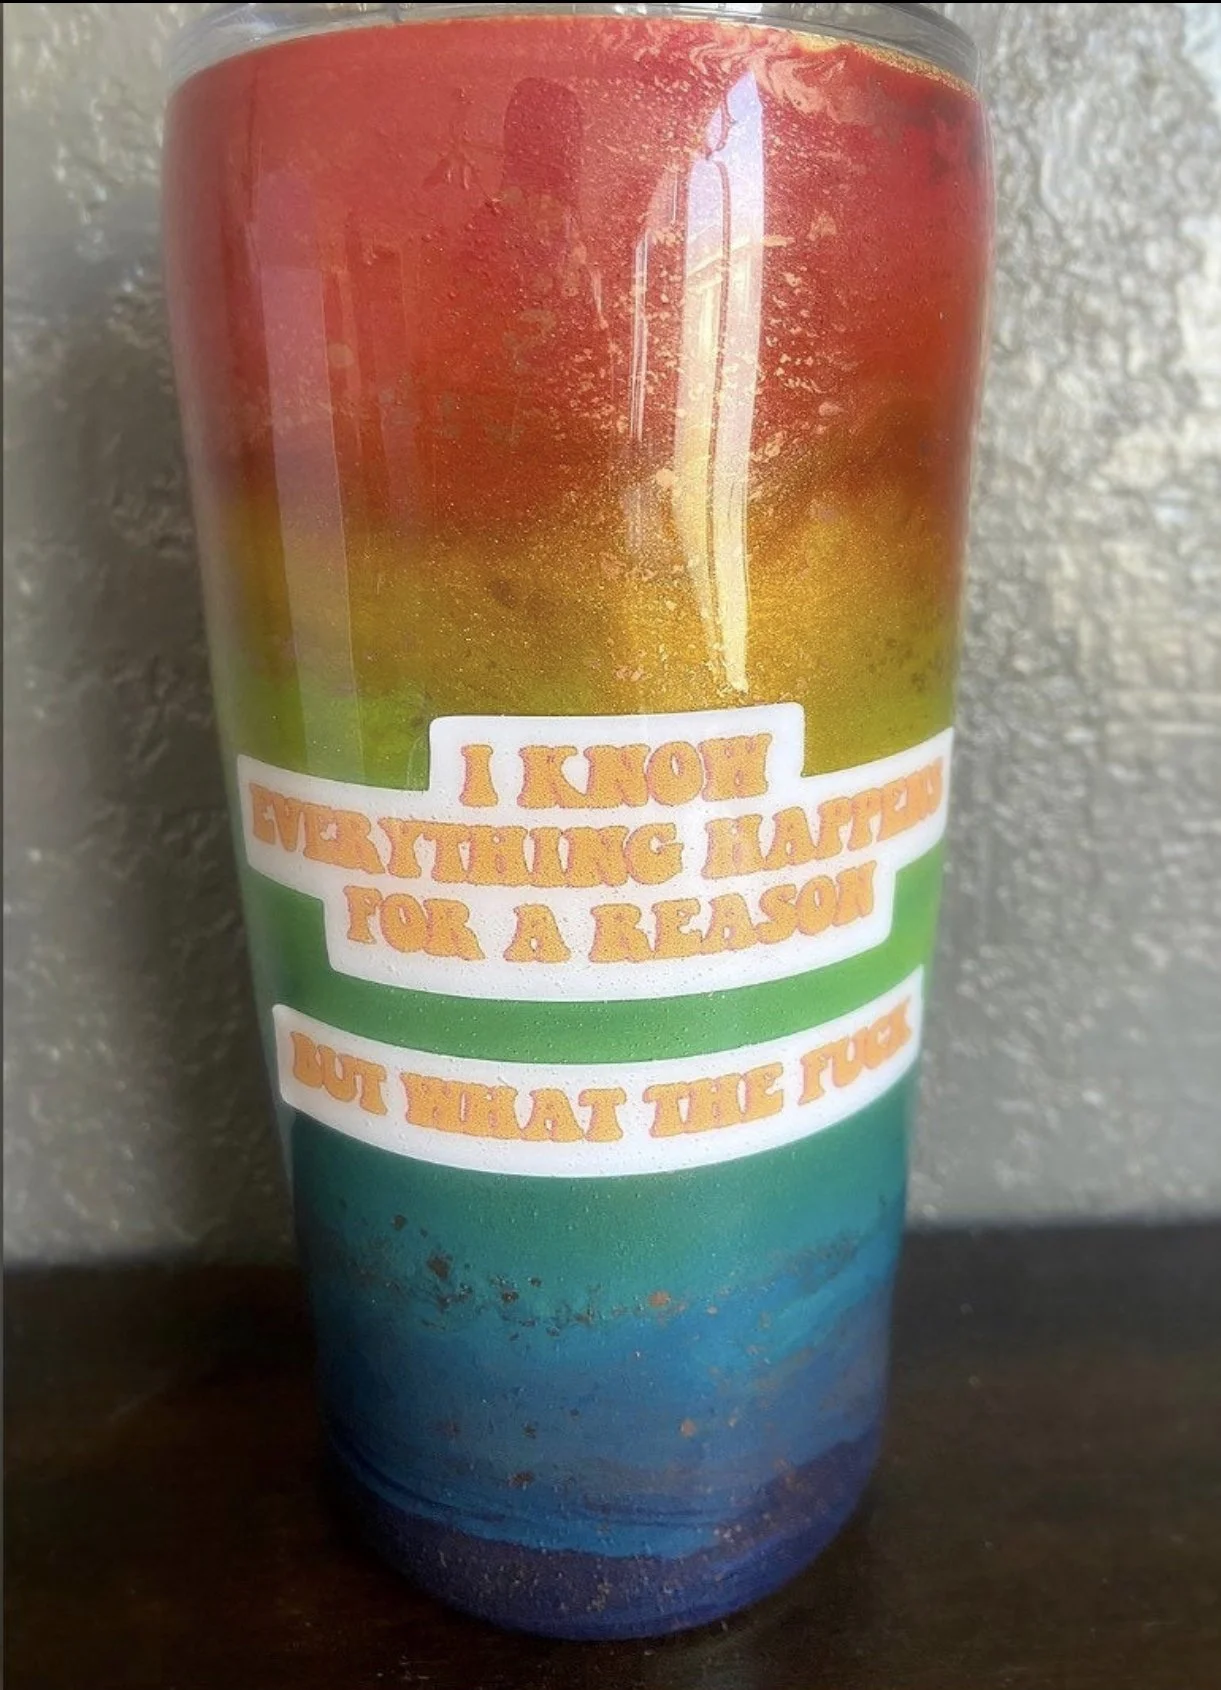 I KNOW
EVERYTHING HAPPENS
FOR A REASON
BUT WHAT THE FUCK